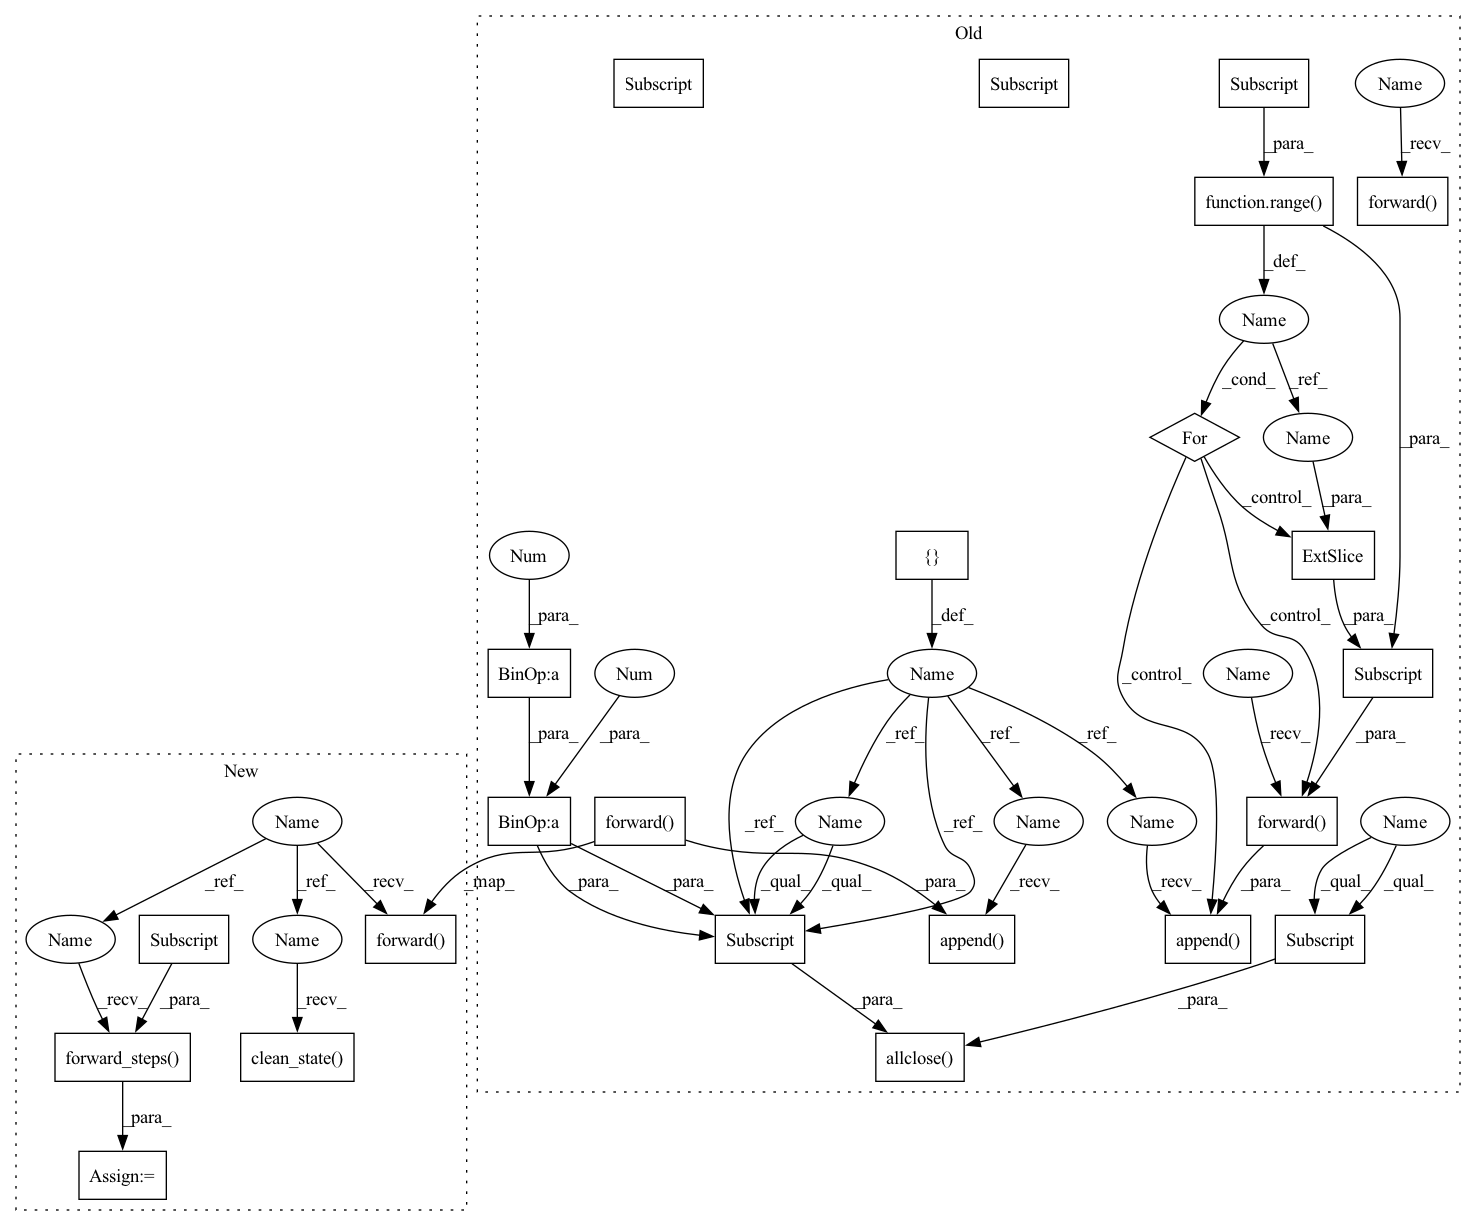 Old
Subscript
Subscript
Subscript
Name
_para_
_recv_
function.range()
forward()
_def_
Name
_cond_
_ref_
For
Name
_para_
_control_
_para_
Num
{}
ExtSlice
_para_
_def_
_control_
_para_
BinOp:a
Num
Name
_control_
Name
Subscript
_para_
_para_
_ref_
_ref_
_ref_
_recv_
_para_
New
Name
BinOp:a
forward()
_ref_
Name
_ref_
Name
Name
forward()
Name
_ref_
_ref_
_recv_
_map_
_para_
_para_
_qual_
_qual_
_para_
_recv_
_recv_
_para_
_qual_
_qual_
Name
Subscript
Name
forward()
Subscript
append()
append()
Subscript
_recv_
_para_
_recv_
_para_
_para_
forward_steps()
clean_state()
allclose()
_para_
Assign:=